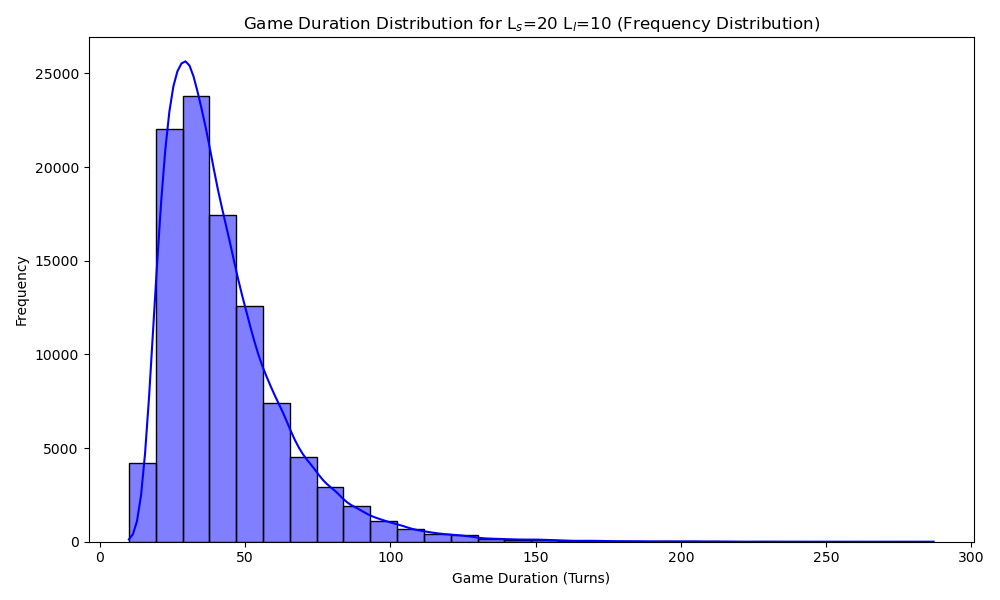 Game Duration Distribution for Lₛ=20 Lₗ=10 (Frequency Distribution)
25000
20000
15000
10000
5000
0
Frequency
0 50 100 150 200 250 300
Game Duration (Turns)